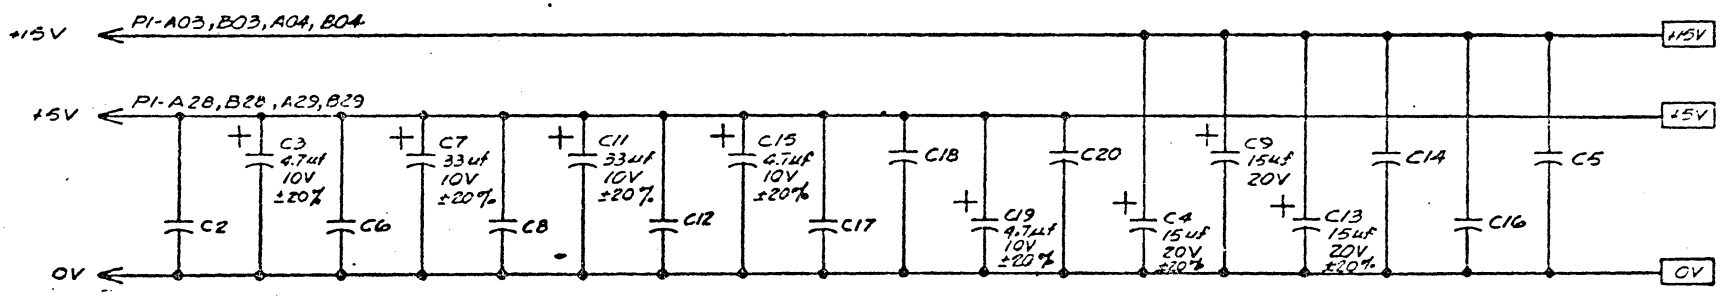 +15V
P1-A03, B03, A04, B04
+15V
+5V
P1-A28, B28, A29, B29
+5V
+
C3
4.7uf
10V
±20%
+
C7
33uf
10V
±20%
+
C11
33uf
10V
±20%
+
C15
4.7uf
10V
±20%
C18
C20
+
C9
15uf
20V
C14
C5
C2
C6
C8
C12
C17
+
C19
4.7uf
10V
±20%
+
C4
15uf
20V
±20%
+
C13
15uf
20V
±20%
C16
0V
0V